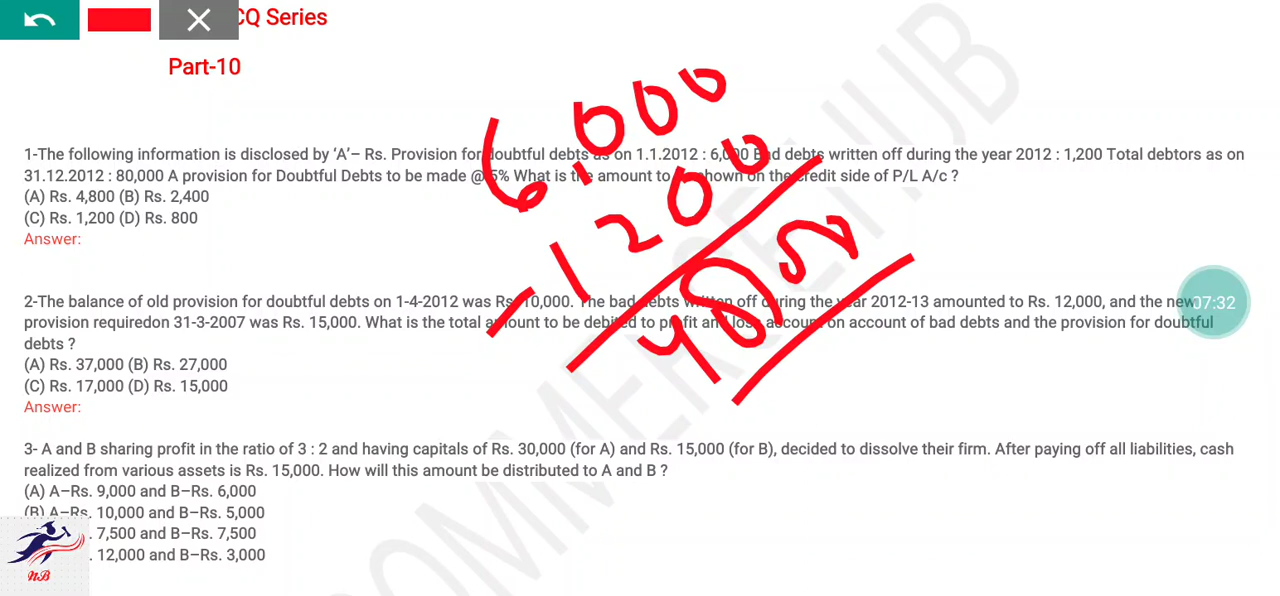 CQ Series
Part-10
6,000
- 1200
4800
1-The following information is disclosed by ‘A’– Rs. Provision for doubtful debts as on 1.1.2012 : 6,000 Bad debts written off during the year 2012 : 1,200 Total debtors as on
31.12.2012 : 80,000 A provision for Doubtful Debts to be made @ 5% What is the amount to shown on the credit side of P/L A/c ?
(A) Rs. 4,800 (B) Rs. 2,400
(C) Rs. 1,200 (D) Rs. 800
Answer:
2-The balance of old provision for doubtful debts on 1-4-2012 was Rs. 10,000. The bad debts written off during the year 2012-13 amounted to Rs. 12,000, and the new
provision requiredon 31-3-2007 was Rs. 15,000. What is the total amount to be debited to profit and loss account on account of bad debts and the provision for doubtful
debts ?
(A) Rs. 37,000 (B) Rs. 27,000
(C) Rs. 17,000 (D) Rs. 15,000
Answer:
07:32
3- A and B sharing profit in the ratio of 3 : 2 and having capitals of Rs. 30,000 (for A) and Rs. 15,000 (for B), decided to dissolve their firm. After paying off all liabilities, cash
realized from various assets is Rs. 15,000. How will this amount be distributed to A and B ?
(A) A–Rs. 9,000 and B–Rs. 6,000
(B) A–Rs. 10,000 and B–Rs. 5,000
. 7,500 and B–Rs. 7,500
. 12,000 and B–Rs. 3,000
NB